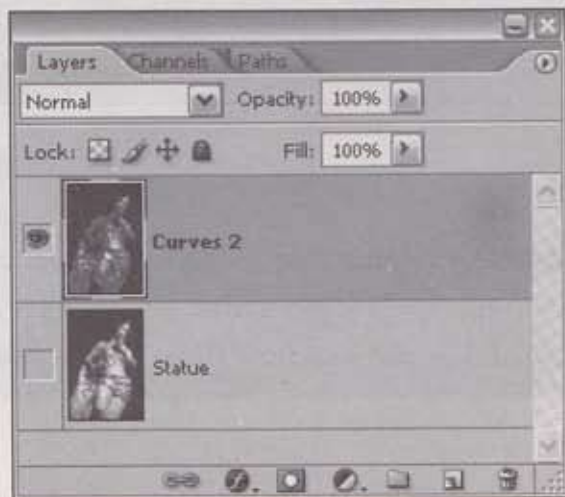 Layers Channels Paths
Normal Opacity: 100%
Lock: Fill: 100%
Curves 2
Statue